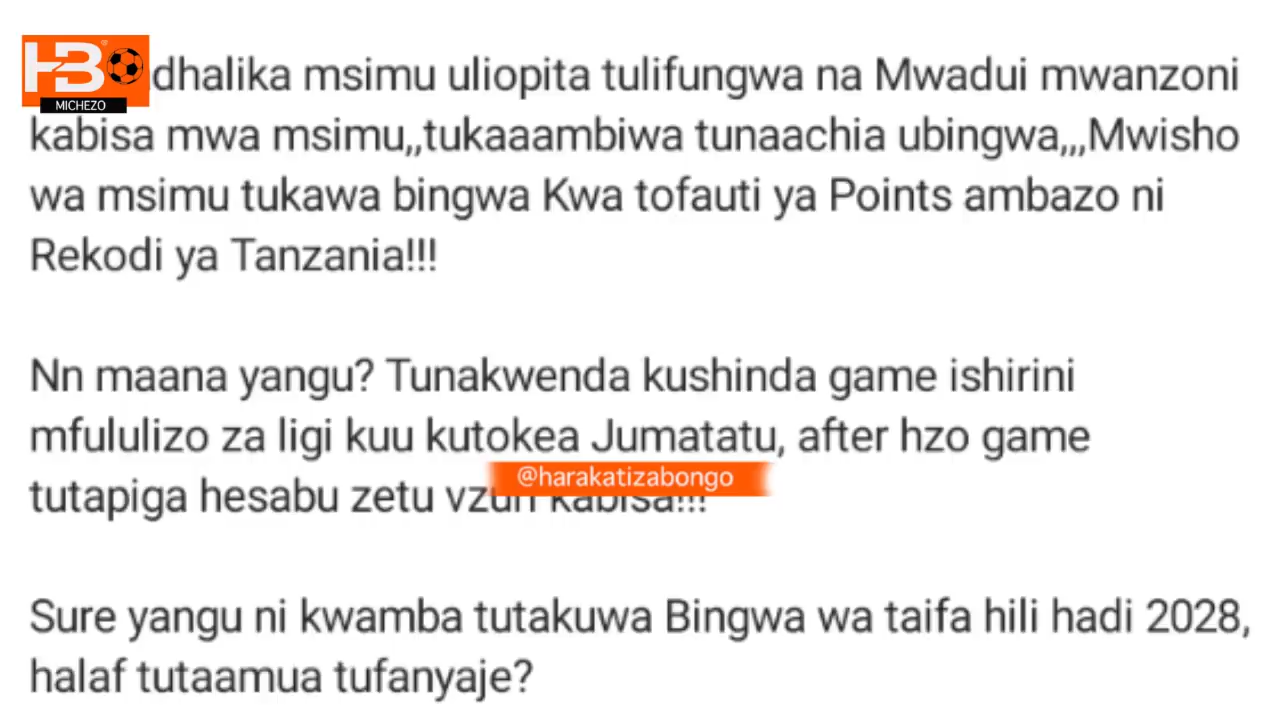 HB
MICHEZO
dhalika msimu uliopita tulifungwa na Mwadui mwanzoni
kabisa mwa msimu,,tukaaambiwa tunaachia ubingwa,,,Mwisho
wa msimu tukawa bingwa Kwa tofauti ya Points ambazo ni
Rekodi ya Tanzania!!!
Nn maana yangu? Tunakwenda kushinda game ishirini
mfululizo za ligi kuu kutokea Jumatatu, after hzo game
@harakatizabongo
tutapiga hesabu zetu vzuri kabisa!!!
Sure yangu ni kwamba tutakuwa Bingwa wa taifa hili hadi 2028,
halaf tutaamua tufanyaje?